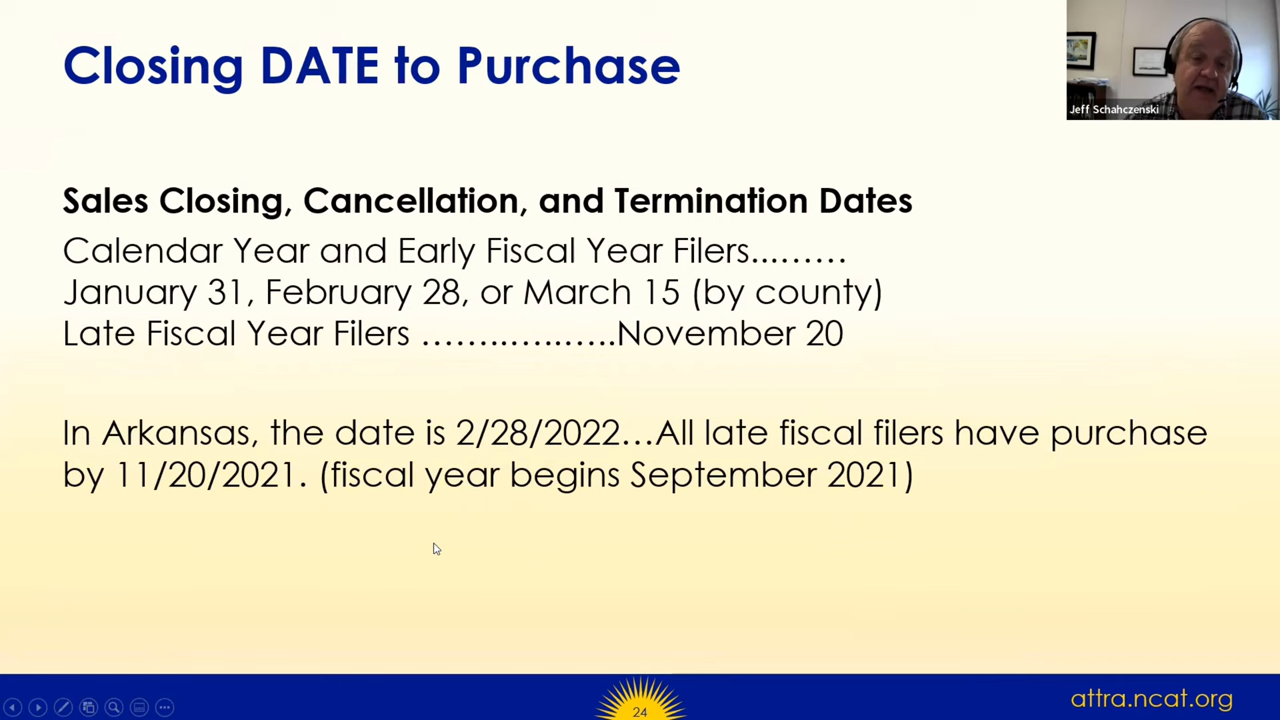 Closing DATE to Purchase
Jeff Schahczenski
Sales Closing, Cancellation, and Termination Dates
Calendar Year and Early Fiscal Year Filers...……
January 31, February 28, or March 15 (by county)
Late Fiscal Year Filers ……..…..…..November 20
In Arkansas, the date is 2/28/2022…All late fiscal filers have purchase
by 11/20/2021. (fiscal year begins September 2021)
24
attra.ncat.org